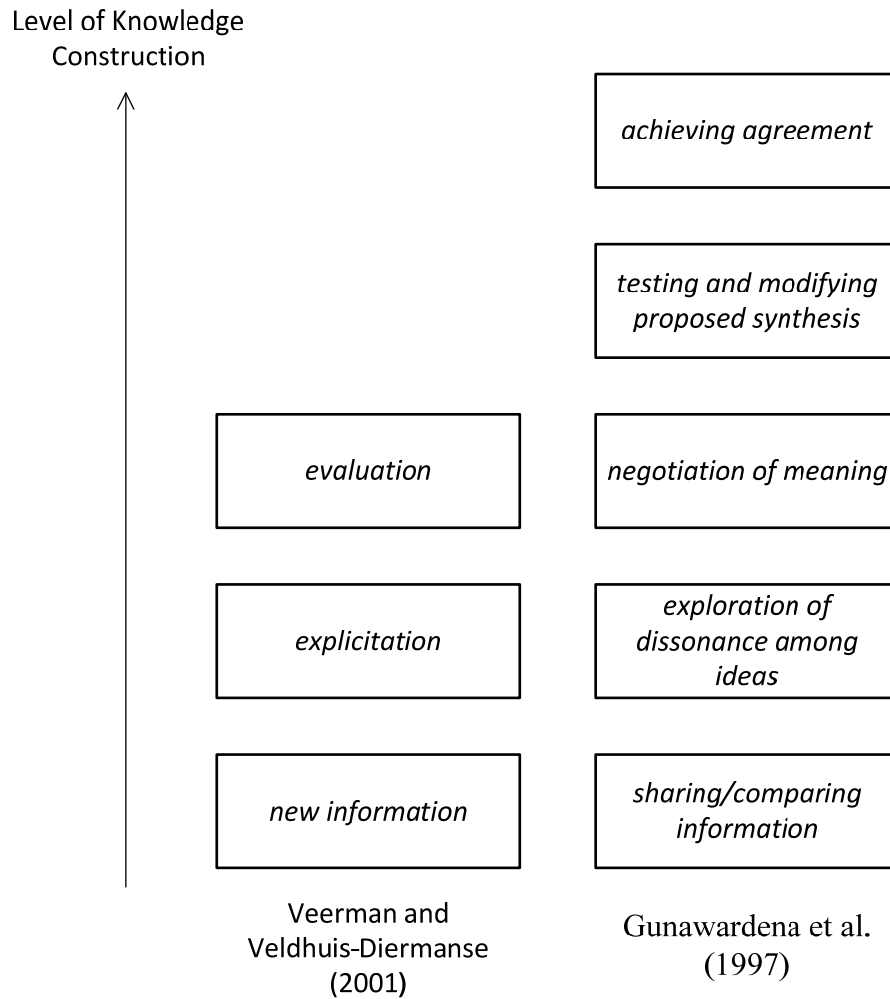 Level of Knowledge
Construction
achieving agreement
testing and modifying
proposed synthesis
evaluation
negotiation of meaning
explicitation
exploration of
dissonance among
ideas
new information
sharing/comparing
information
Veerman and
Veldhuis-Diermanse
(2001)
Gunawardena et al.
(1997)